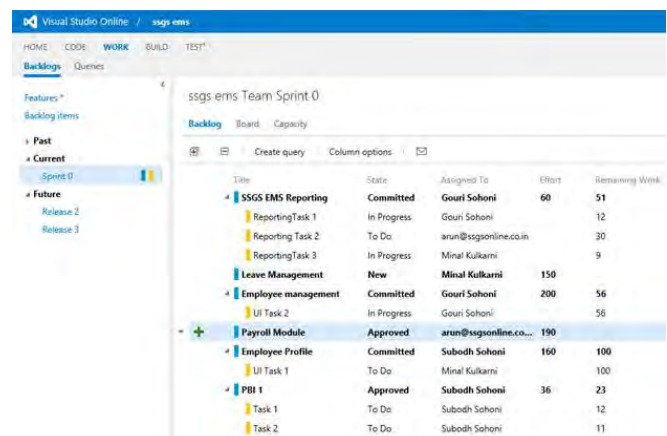 Visual Studio Online / ssgs ems
HOME CODE WORK BUILD TEST*
Backlogs Queries
Features *
Backlog items
Past
Current
Sprint 0
Future
Release 2
Release 3
ssgs ems Team Sprint 0
Backlog Board Capacity
Create query Column options
Title State Assigned To Effort Remaining Work
SSGS EMS Reporting Committed Gouri Sohoni 60 51
ReportingTask 1 In Progress Gouri Sohoni 12
Reporting Task 2 To Do arun@ssgsonline.co.in 30
ReportingTask 3 In Progress Minal Kulkarni 9
Leave Management New Minal Kulkarni 150
Employee management Committed Gouri Sohoni 200 56
UI Task 2 In Progress Gouri Sohoni 56
Payroll Module Approved arun@ssgsonline.co... 190
Employee Profile Committed Subodh Sohoni 160 100
UI Task 1 To Do Minal Kulkarni 100
PBI 1 Approved Subodh Sohoni 36 23
Task 1 To Do Subodh Sohoni 12
Task 2 To Do Subodh Sohoni 11